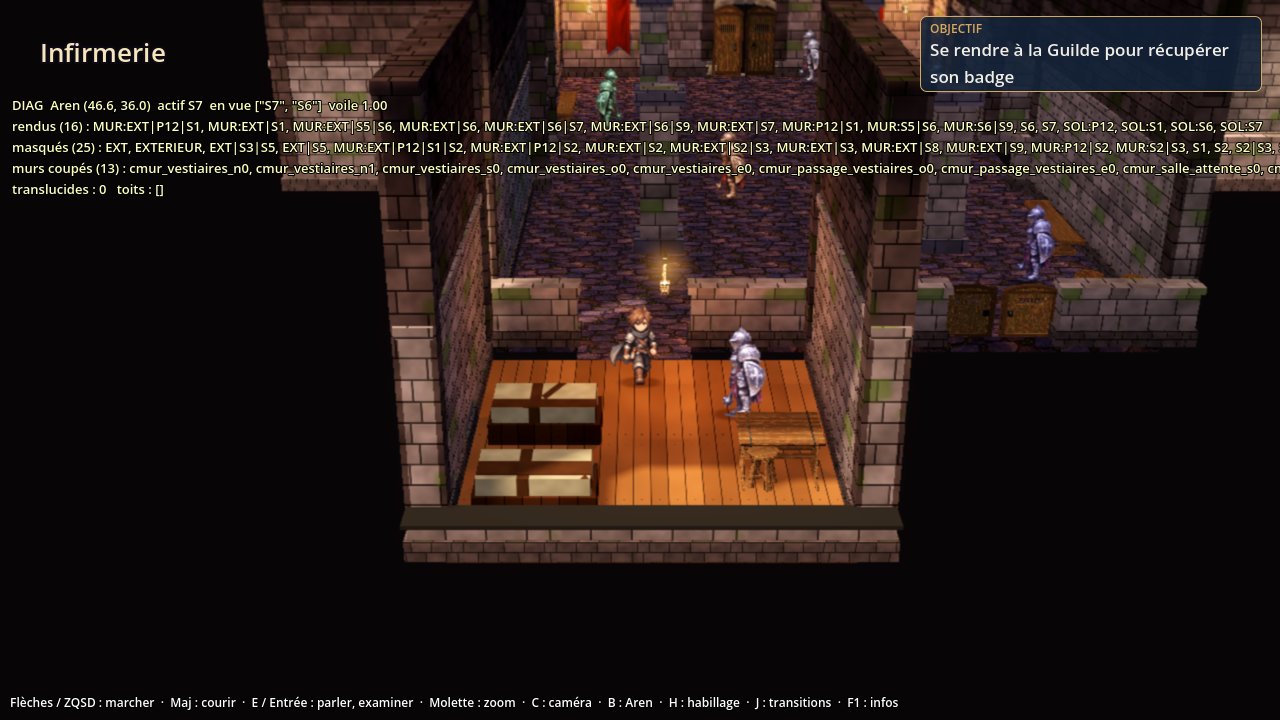 Infirmerie
OBJECTIF
Se rendre à la Guilde pour récupérer
son badge
DIAG  Aren (46.6, 36.0)  actif S7  en vue ["S7", "S6"]  voile 1.00
rendus (16) : MUR:EXT|P12|S1, MUR:EXT|S1, MUR:EXT|S5|S6, MUR:EXT|S6, MUR:EXT|S6|S7, MUR:EXT|S6|S9, MUR:EXT|S7, MUR:P12|S1, MUR:S5|S6, MUR:S6|S9, S6, S7, SOL:P12, SOL:S1, SOL:S6, SOL:S7
masqués (25) : EXT, EXTERIEUR, EXT|S3|S5, EXT|S5, MUR:EXT|P12|S1|S2, MUR:EXT|P12|S2, MUR:EXT|S2, MUR:EXT|S2|S3, MUR:EXT|S3, MUR:EXT|S8, MUR:EXT|S9, MUR:P12|S2, MUR:S2|S3, S1, S2, S2|S3,
murs coupés (13) : cmur_vestiaires_n0, cmur_vestiaires_n1, cmur_vestiaires_s0, cmur_vestiaires_o0, cmur_vestiaires_e0, cmur_passage_vestiaires_o0, cmur_passage_vestiaires_e0, cmur_salle_attente_s0,
translucides : 0   toits : []
Flèches / ZQSD : marcher  ·  Maj : courir  ·  E / Entrée : parler, examiner  ·  Molette : zoom  ·  C : caméra  ·  B : Aren  ·  H : habillage  ·  J : transitions  ·  F1 : infos